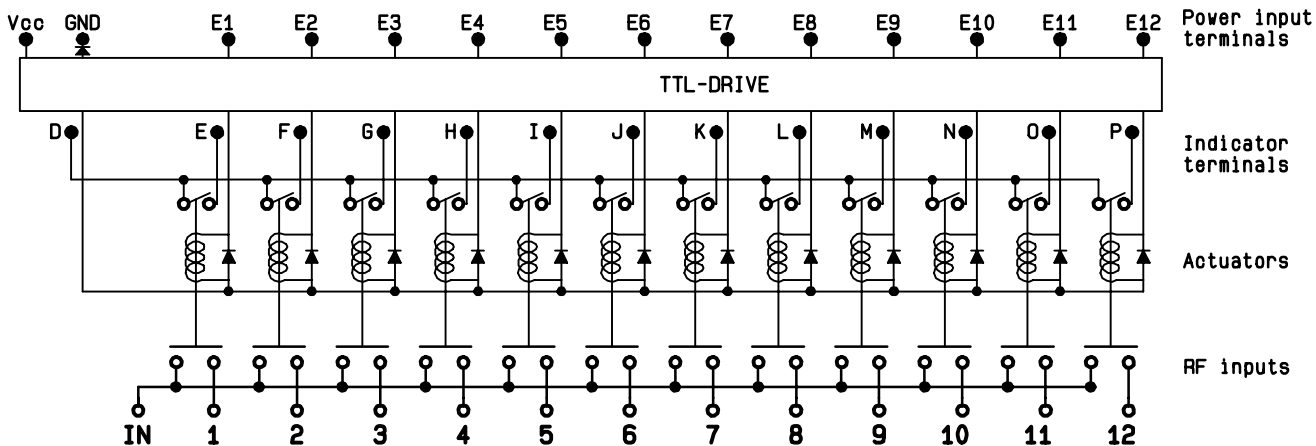 Vcc GND E1 E2 E3 E4 E5 E6 E7 E8 E9 E10 E11 E12 Power input
terminals
TTL-DRIVE
D E F G H I J K L M N O P
Indicator
terminals
Actuators
RF inputs
IN 1 2 3 4 5 6 7 8 9 10 11 12